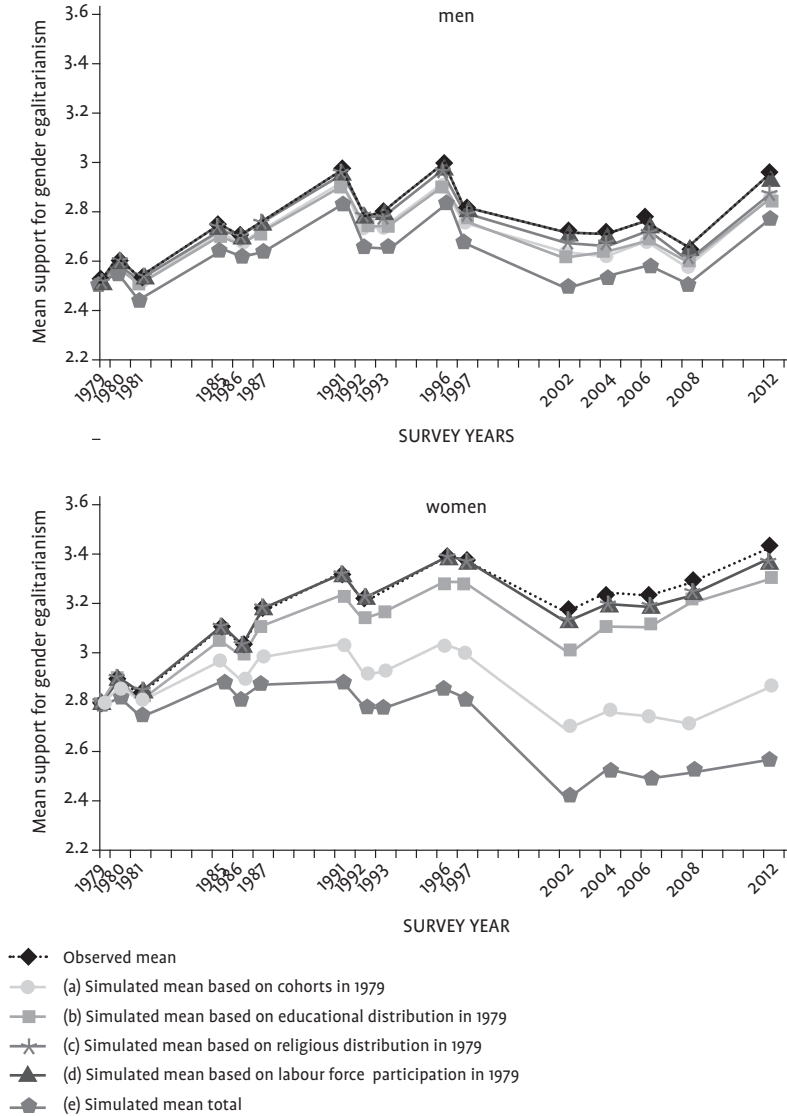 men
Mean support for gender egalitarianism
3.6
3.4
3.2
3
2.8
2.6
2.4
2.2
1979 1980 1981 1985 1986 1987 1991 1992 1993 1996 1997 2002 2004 2006 2008 2012
–
SURVEY YEARS
women
Mean support for gender egalitarianism
3.6
3.4
3.2
3
2.8
2.6
2.4
2.2
1979 1980 1981 1985 1986 1987 1991 1992 1993 1996 1997 2002 2004 2006 2008 2012
SURVEY YEAR
Observed mean
(a) Simulated mean based on cohorts in 1979
(b) Simulated mean based on educational distribution in 1979
(c) Simulated mean based on religious distribution in 1979
(d) Simulated mean based on labour force participation in 1979
(e) Simulated mean total